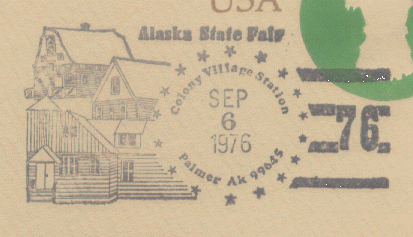 USA
Alaska State Fair
Colony Village Station
SEP
6
1976
Palmer Ak 99645
76